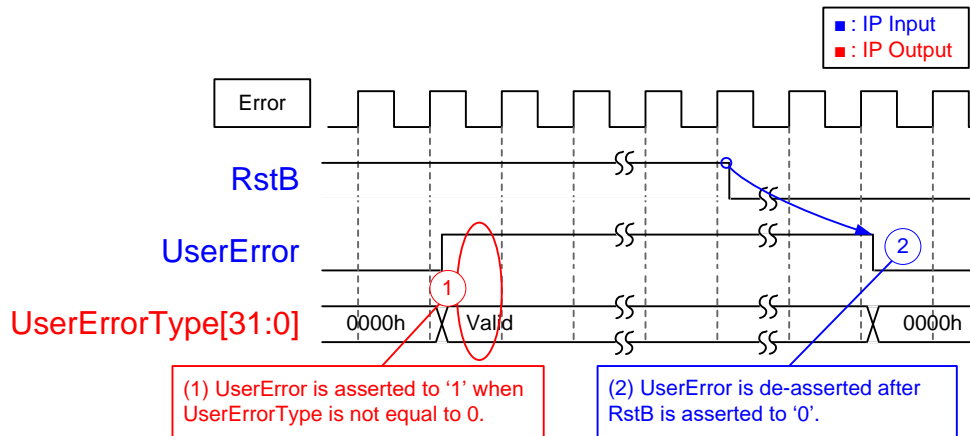 ■ : IP Input
■ : IP Output
Error
RstB
UserError
2
1
UserErrorType[31:0]
0000h
Valid
0000h
(1) UserError is asserted to ‘1’ when
UserErrorType is not equal to 0.
(2) UserError is de-asserted after
RstB is asserted to ‘0’.